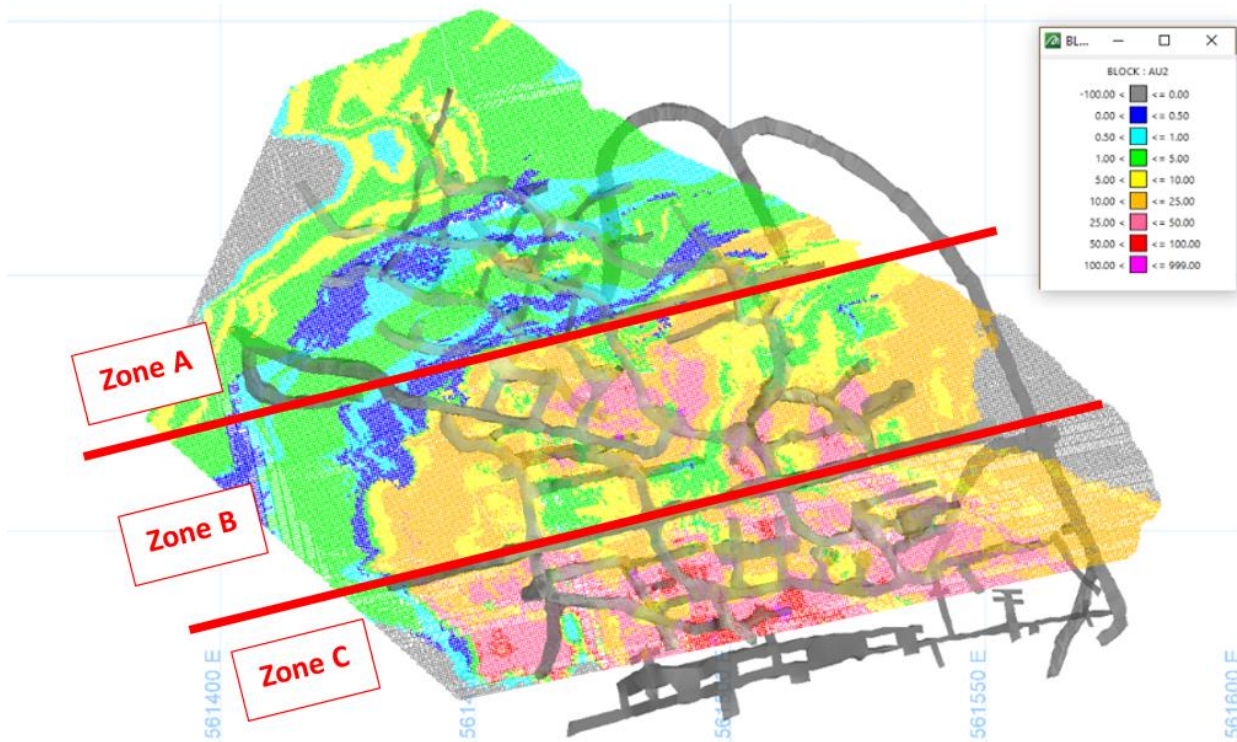 BL...
BLOCK : AU2
-100.00 < <= 0.00
0.00 < <= 0.50
0.50 < <= 1.00
1.00 < <= 5.00
5.00 < <= 10.00
10.00 < <= 25.00
25.00 < <= 50.00
50.00 < <= 100.00
100.00 < <= 999.00
Zone A
Zone B
Zone C
561400 E
561550 E
561600 E